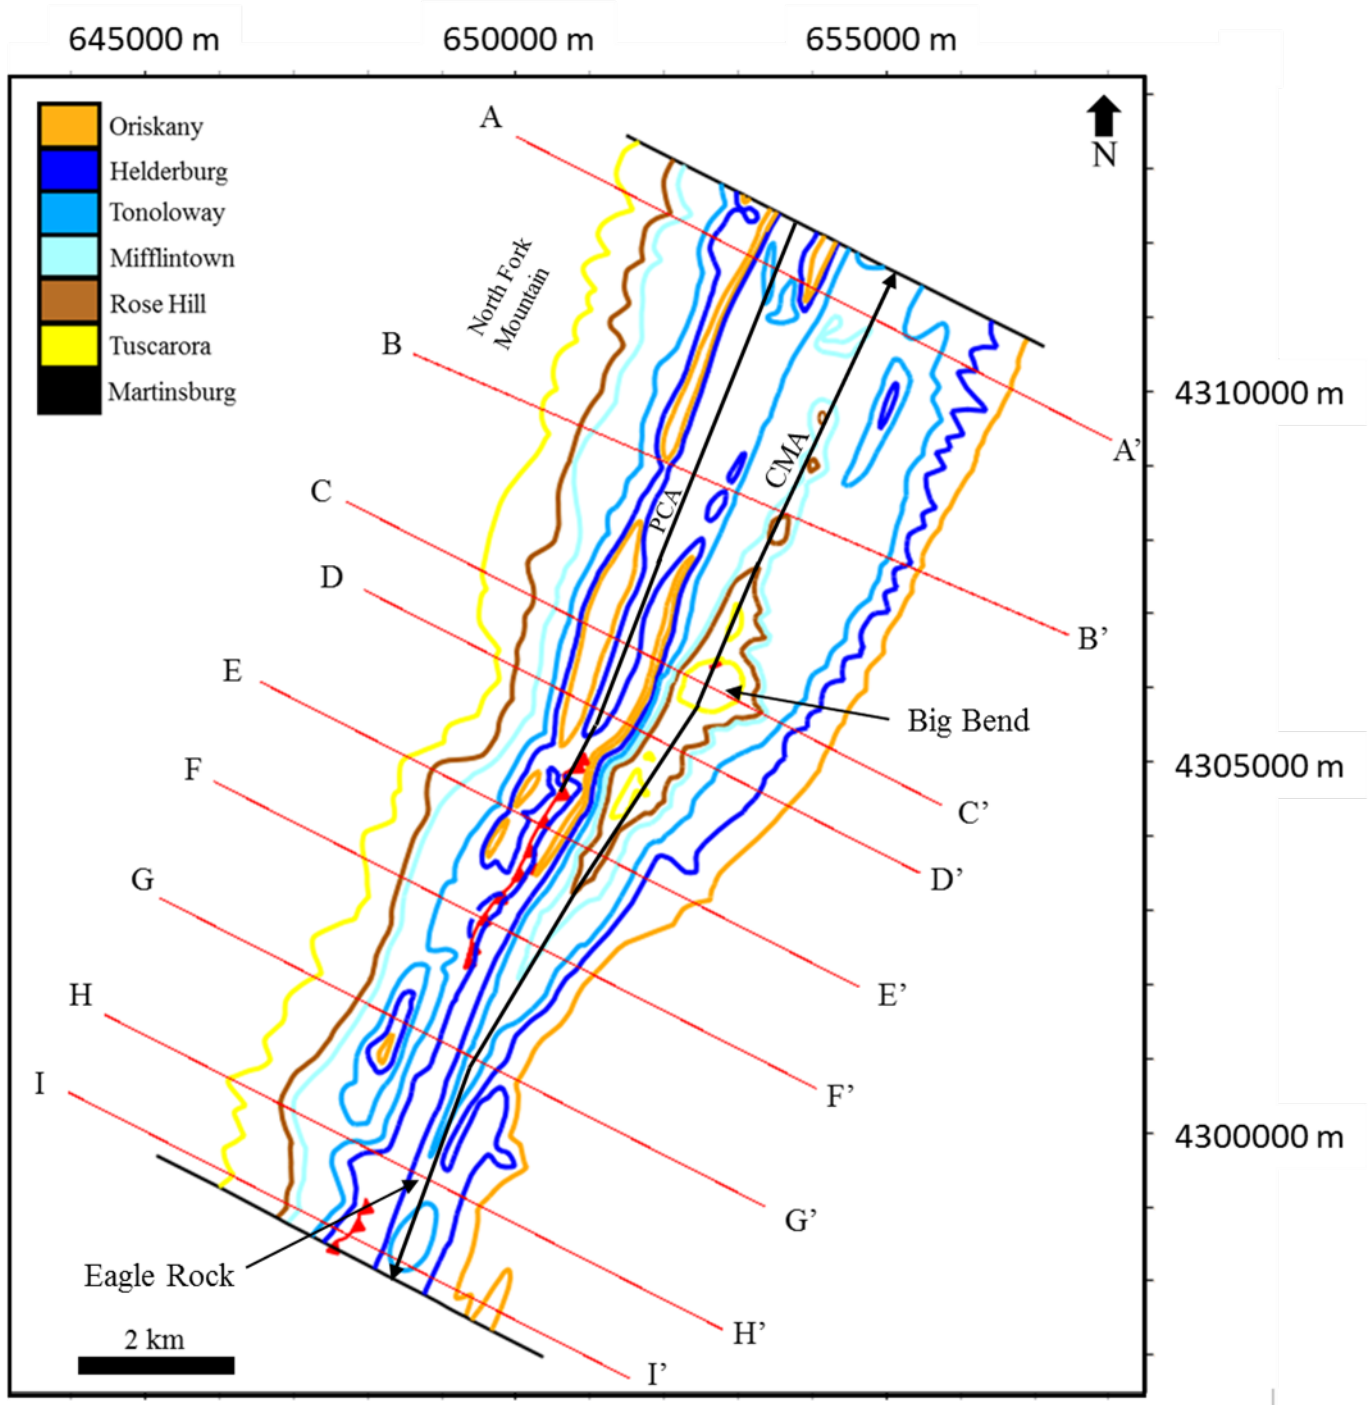 645000 m
650000 m
655000 m
Oriskany
Helderburg
Tonoloway
Mifflintown
Rose Hill
Tuscarora
Martinsburg
A
N
North Fork
Mountain
B
4310000 m
A’
CMA
C
PCA
D
B’
E
Big Bend
F
4305000 m
C’
G
D’
H
E’
I
F’
4300000 m
G’
Eagle Rock
H’
2 km
I’